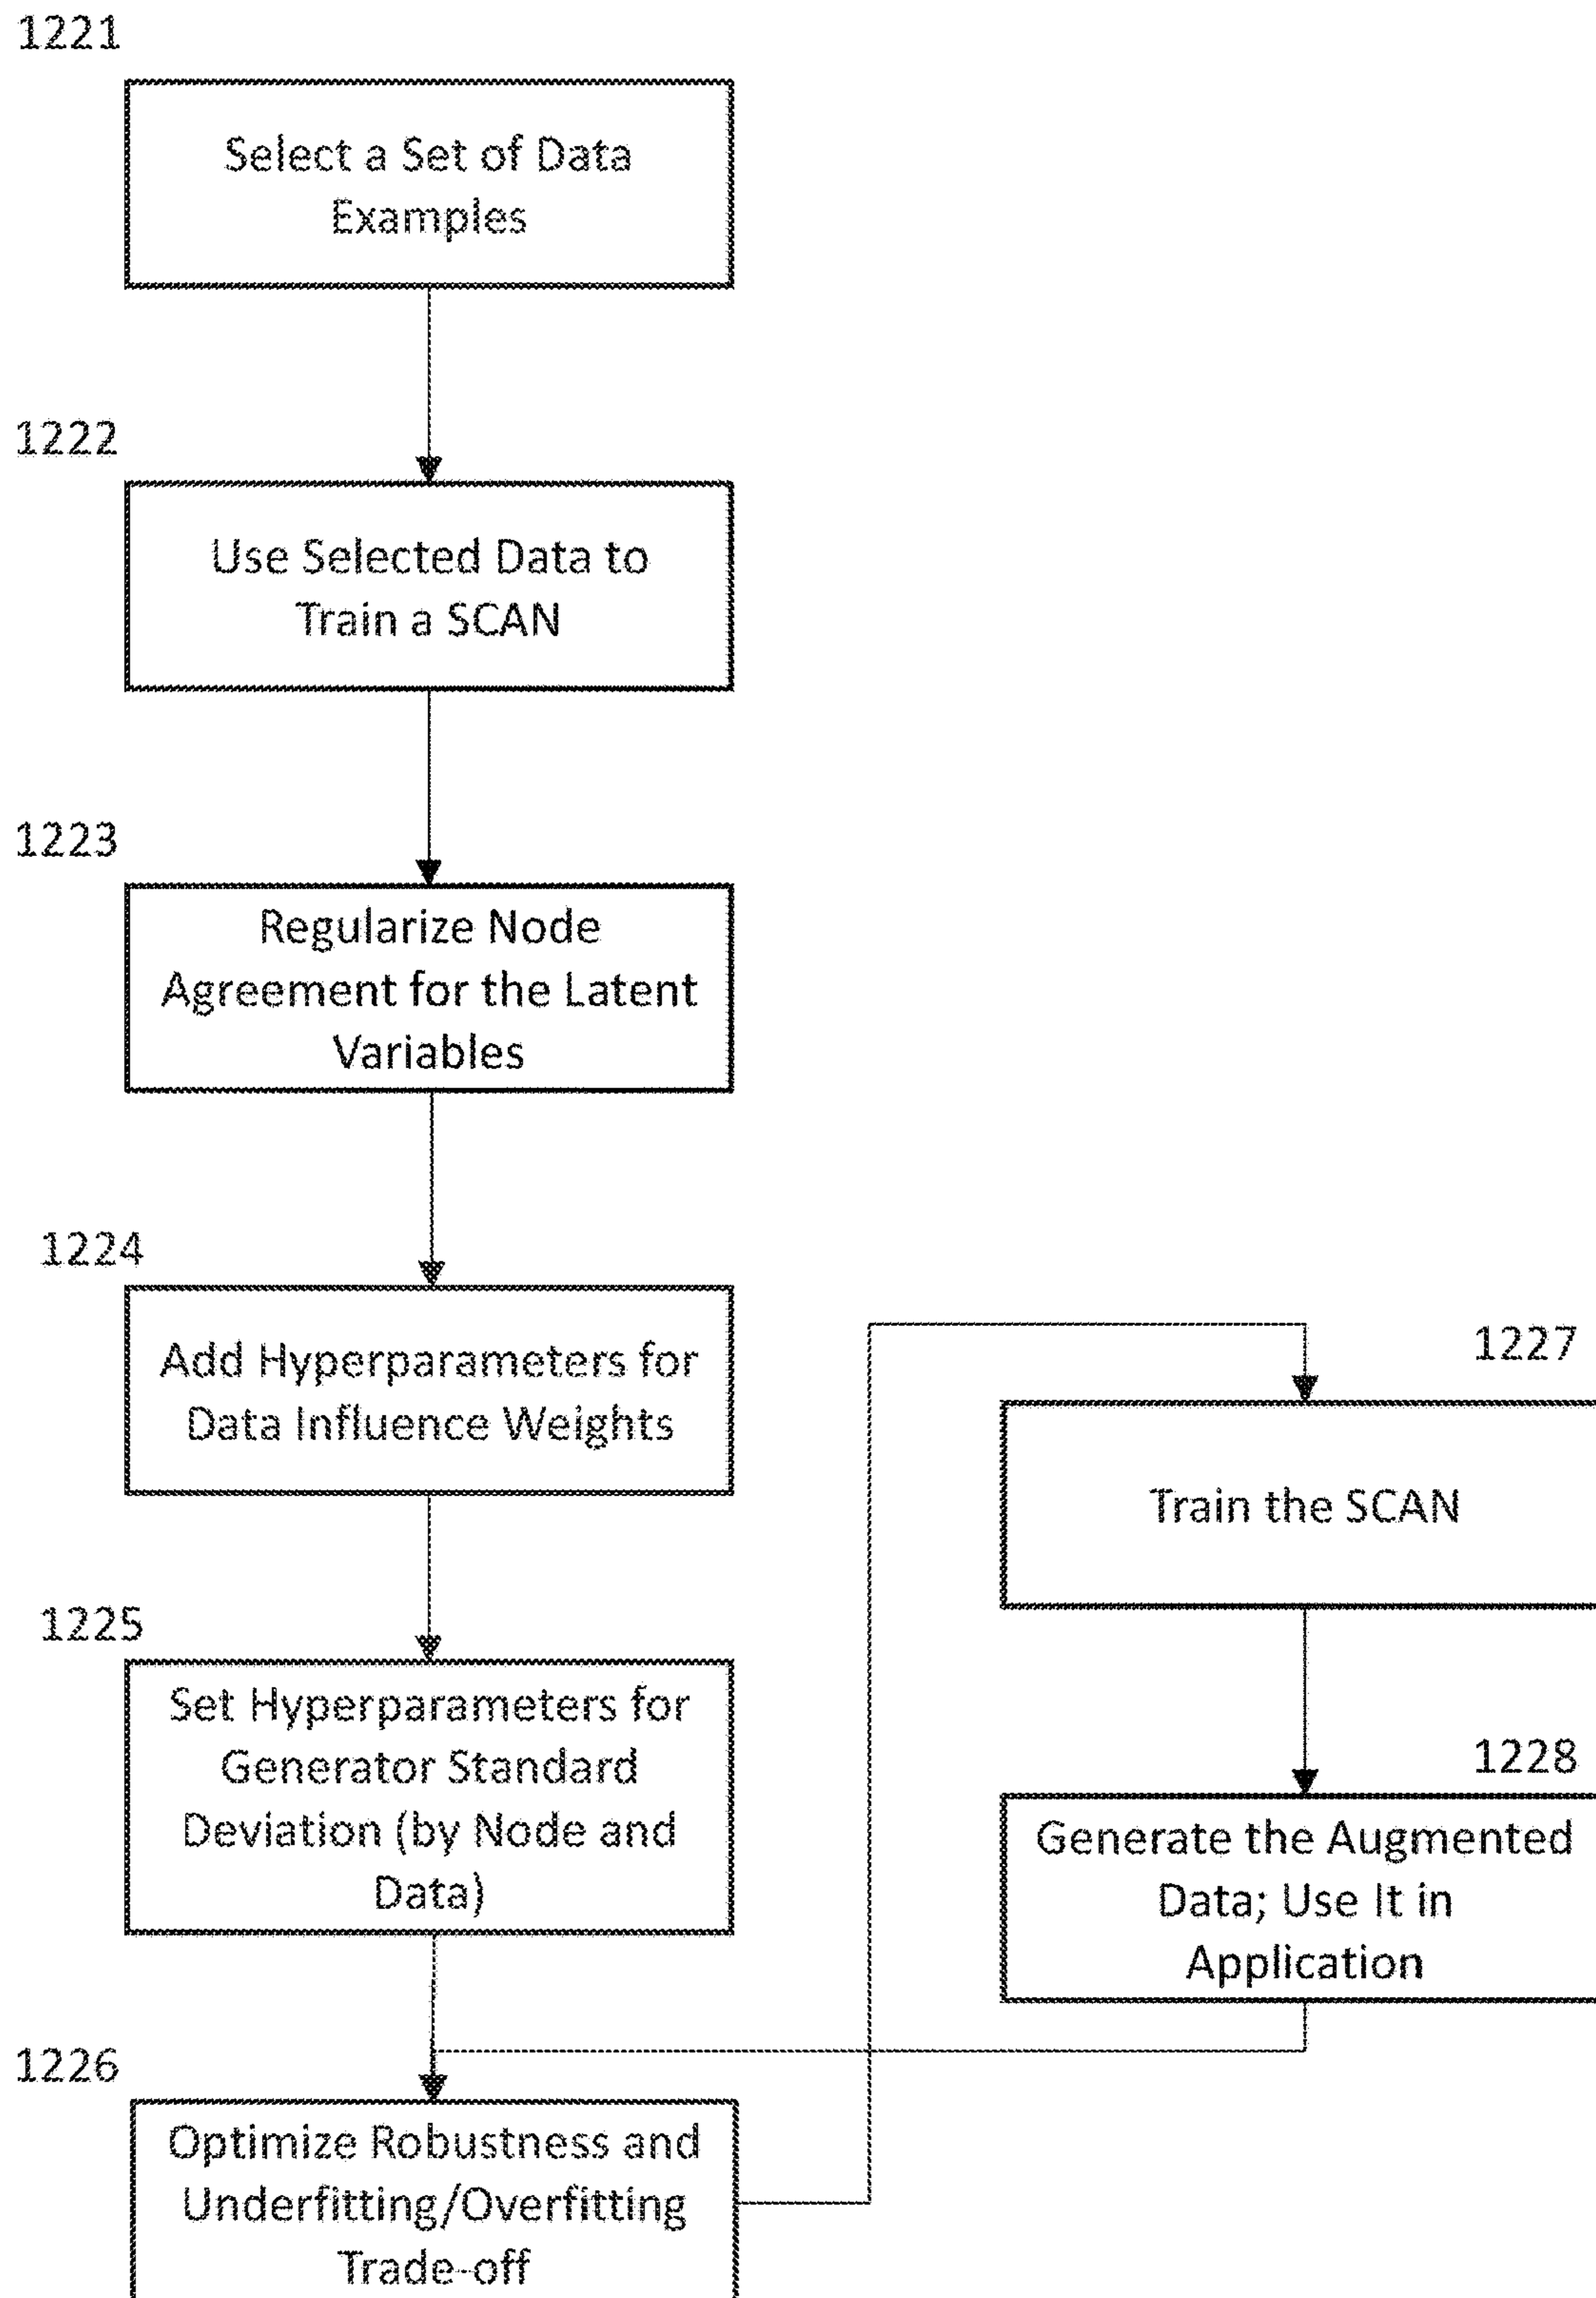 1221
Select a Set of Data
Examples
1222
Use Selected Data to
Train a SCAN
1223
Regularize Node
Agreement for the Latent
Variables
1224
Add Hyperparameters for
Data Influence Weights
1225
Set Hyperparameters for
Generator Standard
Deviation (by Node and
Data)
1226
Optimize Robustness and
Underfitting/Overfitting
Trade-off
1227
Train the SCAN
1228
Generate the Augmented
Data; Use It in
Application